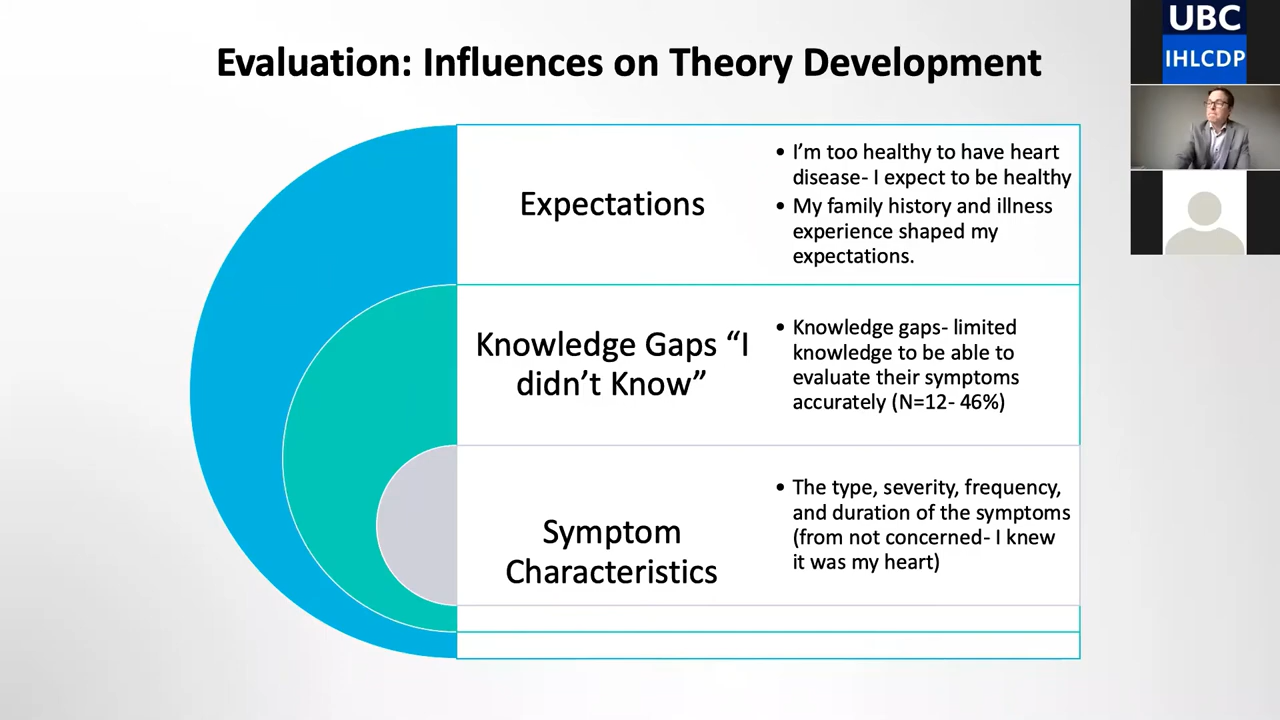 Evaluation: Influences on Theory Development
UBC
IHLCDP
Expectations
• I’m too healthy to have heart
disease- I expect to be healthy
• My family history and illness
experience shaped my
expectations.
Knowledge Gaps “I
didn’t Know”
• Knowledge gaps- limited
knowledge to be able to
evaluate their symptoms
accurately (N=12- 46%)
Symptom
Characteristics
• The type, severity, frequency,
and duration of the symptoms
(from not concerned- I knew
it was my heart)